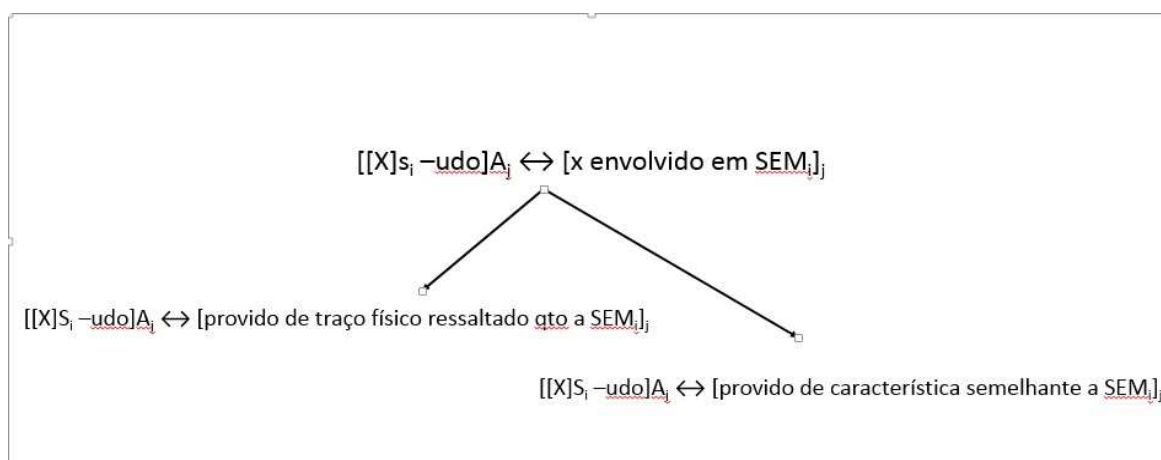 [[X]sᵢ –udo]Aⱼ ↔ [x envolvido em SEMᵢ]ⱼ
[[X]Sᵢ –udo]Aⱼ ↔ [provido de traço físico ressaltado qto a SEMᵢ]ⱼ
[[X]Sᵢ –udo]Aⱼ ↔ [provido de característica semelhante a SEMᵢ]ⱼ